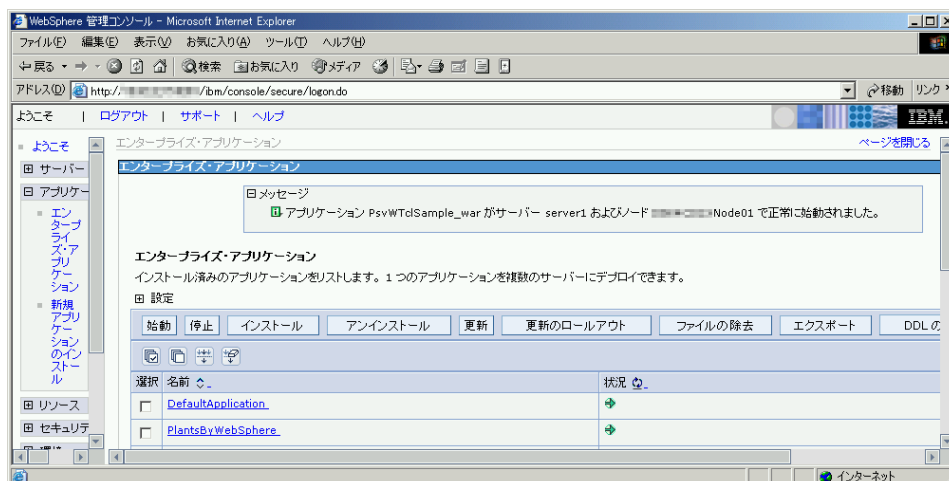 WebSphere 管理コンソール - Microsoft Internet Explorer
ファイル(F) 編集(E) 表示(V) お気に入り(A) ツール(T) ヘルプ(H)
戻る 検索 お気に入り メディア
アドレス(D) http:/ /ibm/console/secure/logon.do 移動 リンク
ようこそ | ログアウト | サポート | ヘルプ IBM.
ようこそ
サーバー
アプリケー
エンタープライズ・アプリケーション
新規アプリケーションのインストール
リソース
セキュリテ
エンタープライズ・アプリケーション ページを閉じる
エンタープライズ・アプリケーション
メッセージ
アプリケーション PsvWTclSample_war がサーバー server1 およびノード Node01 で正常に始動されました。
エンタープライズ・アプリケーション
インストール済みのアプリケーションをリストします。1 つのアプリケーションを複数のサーバーにデプロイできます。
設定
始動 停止 インストール アンインストール 更新 更新のロールアウト ファイルの除去 エクスポート DDL の
選択 名前 状況
DefaultApplication
PlantsByWebSphere
インターネット